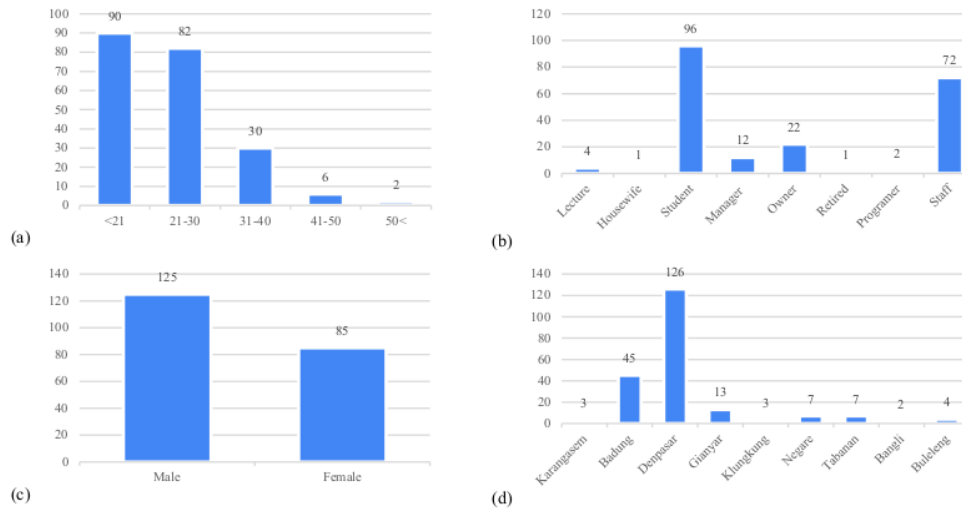 100
90
80
70
60
50
40
30
20
10
0
90
82
30
6
2
<21
21-30
31-40
41-50
50<
(a)
120
100
80
60
40
20
0
4
1
96
12
22
1
2
72
Lecture
Housewife
Student
Manager
Owner
Retired
Programer
Staff
(b)
140
120
100
80
60
40
20
0
125
85
Male
Female
(c)
140
120
100
80
60
40
20
0
3
45
126
13
3
7
7
2
4
Karangasem
Badung
Denpasar
Gianyar
Klungkung
Negare
Tabanan
Bangli
Buleleng
(d)